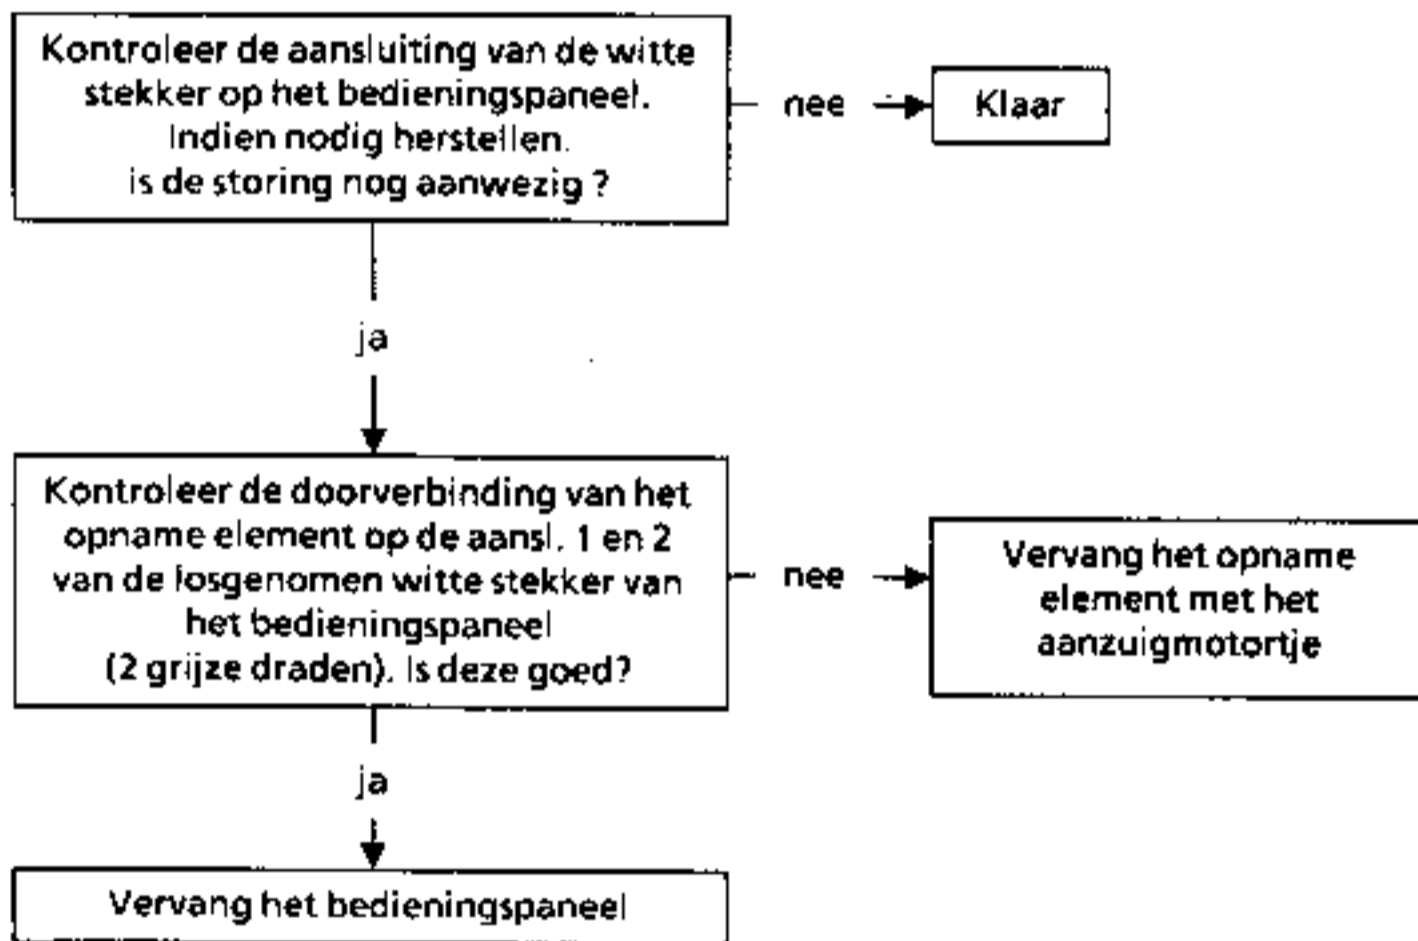 Kontroleer de aansluiting van de witte
stekker op het bedieningspaneel.
Indien nodig herstellen.
is de storing nog aanwezig ?
nee
Klaar
ja
Kontroleer de doorverbinding van het
opname element op de aansl. 1 en 2
van de losgenomen witte stekker van
het bedieningspaneel
(2 grijze draden). Is deze goed?
nee
Vervang het opname
element met het
aanzuigmotortje
ja
Vervang het bedieningspaneel